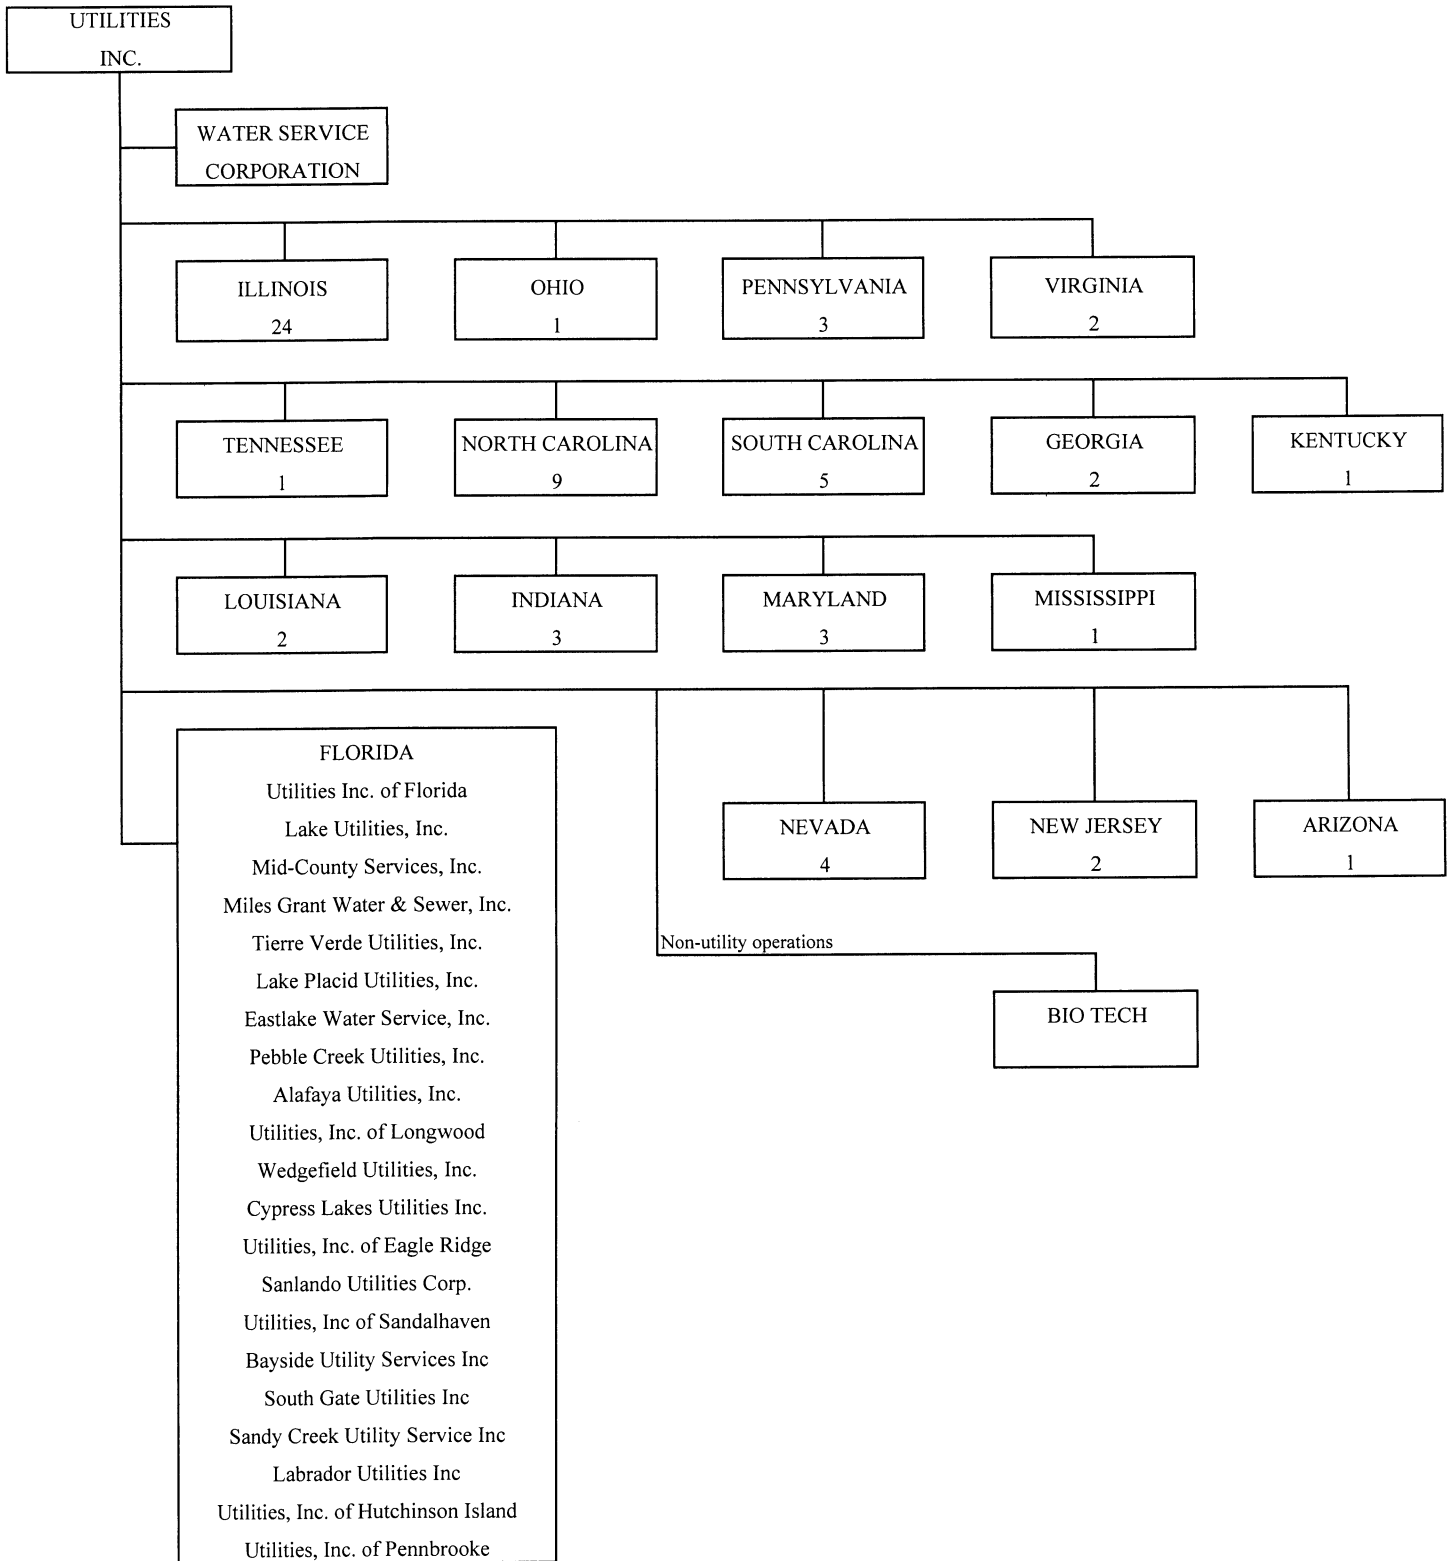 UTILITIES
INC.
WATER SERVICE
CORPORATION
ILLINOIS
24
OHIO
1
PENNSYLVANIA
3
VIRGINIA
2
TENNESSEE
1
NORTH CAROLINA
9
SOUTH CAROLINA
5
GEORGIA
2
KENTUCKY
1
LOUISIANA
2
INDIANA
3
MARYLAND
3
MISSISSIPPI
1
FLORIDA
Utilities Inc. of Florida
Lake Utilities, Inc.
Mid-County Services, Inc.
Miles Grant Water & Sewer, Inc.
Tierre Verde Utilities, Inc.
Lake Placid Utilities, Inc.
Eastlake Water Service, Inc.
Pebble Creek Utilities, Inc.
Alafaya Utilities, Inc.
Utilities, Inc. of Longwood
Wedgefield Utilities, Inc.
Cypress Lakes Utilities Inc.
Utilities, Inc. of Eagle Ridge
Sanlando Utilities Corp.
Utilities, Inc of Sandalhaven
Bayside Utility Services Inc
South Gate Utilities Inc
Sandy Creek Utility Service Inc
Labrador Utilities Inc
Utilities, Inc. of Hutchinson Island
Utilities, Inc. of Pennbrooke
NEVADA
4
NEW JERSEY
2
ARIZONA
1
Non-utility operations
BIO TECH